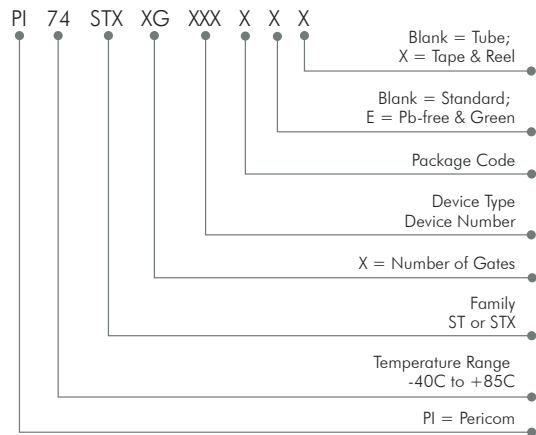 PI 74 STX XG XXX X X X
Blank = Tube;
X = Tape & Reel
Blank = Standard;
E = Pb-free & Green
Package Code
Device Type
Device Number
X = Number of Gates
Family
ST or STX
Temperature Range
-40C to +85C
PI = Pericom